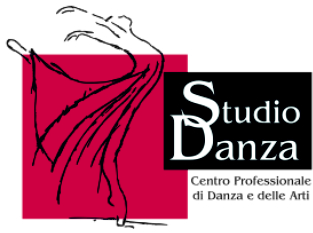 Studio
Danza
Centro Professionale
di Danza e delle Arti